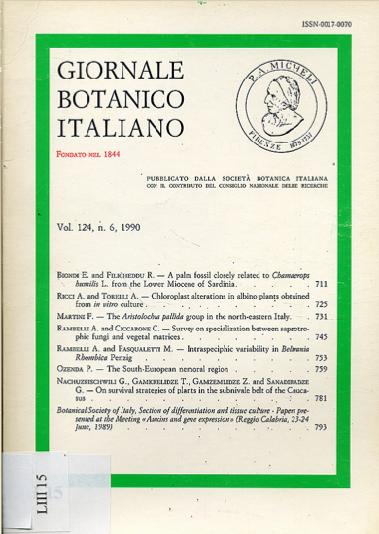 ISSN-0017-0070
GIORNALE
BOTANICO
ITALIANO
FONDATO NEL 1844
P. A. MICHELI
FIRENZE 1679-1737
PUBBLICATO DALLA SOCIETÀ BOTANICA ITALIANA
CON IL CONTRIBUTO DEL CONSIGLIO NAZIONALE DELLE RICERCHE
Vol. 124, n. 6, 1990
BIONDI E. and FILIGHEDDU R. — A palm fossil closely related to Chamaerops
humilis L. from the Lover Miocene of Sardinia. 711
RICCI A. and TORELLI A. — Chloroplast alterations in albino plants obtained
from in vitro culture. 725
MARTINI F. — The Aristolochia pallida group in the north-eastern Italy. 731
RAMBELLI A. and CICCARONE C. — Survey on specialization between saprotro-
phic fungi and vegetal matrices. 745
RAMBELLI A. and PASQUALETTI M. — Intraspeciphic variability in Beltrania
Rhombica Penzig 753
OZENDA P. — The South-European nemoral region 759
NACHUZRISCHWILI G., GAMKRELIDZE T., GAMZEMLIDZE Z. and SANADIRADZE
G. — On survival strategies of plants in the subnivale belt of the Cauca-
sus 781
Botanical Society of Italy, Section of differentiation and tissue culture - Papers pre-
sented at the Meeting «Auxins and gene expression» (Reggio Calabria, 23-24
June, 1989) 793
LIII 15